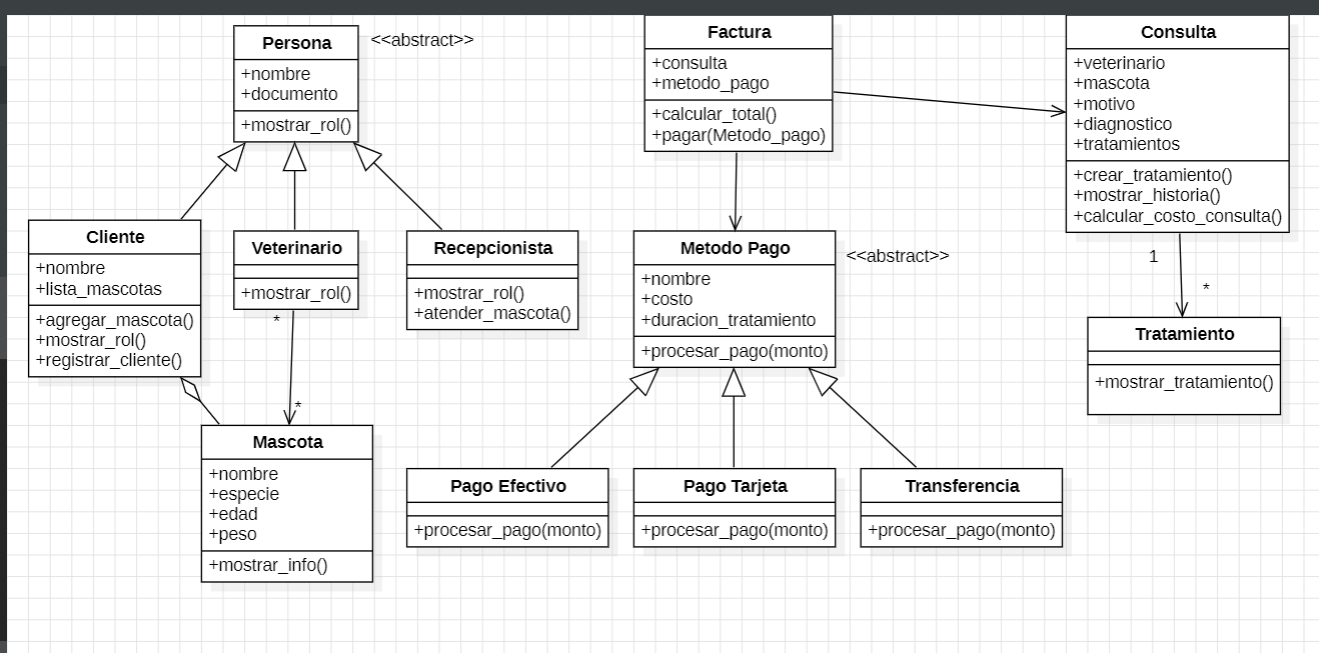 Persona
<<abstract>>
+nombre
+documento
+mostrar_rol()
Factura
+consulta
+metodo_pago
+calcular_total()
+pagar(Metodo_pago)
Consulta
+veterinario
+mascota
+motivo
+diagnostico
+tratamientos
+crear_tratamiento()
+mostrar_historia()
+calcular_costo_consulta()
Cliente
+nombre
+lista_mascotas
+agregar_mascota()
+mostrar_rol()
+registrar_cliente()
Veterinario
+mostrar_rol()
*
*
Recepcionista
+mostrar_rol()
+atender_mascota()
Metodo Pago
<<abstract>>
+nombre
+costo
+duracion_tratamiento
+procesar_pago(monto)
1
*
Tratamiento
+mostrar_tratamiento()
Mascota
+nombre
+especie
+edad
+peso
+mostrar_info()
Pago Efectivo
+procesar_pago(monto)
Pago Tarjeta
+procesar_pago(monto)
Transferencia
+procesar_pago(monto)